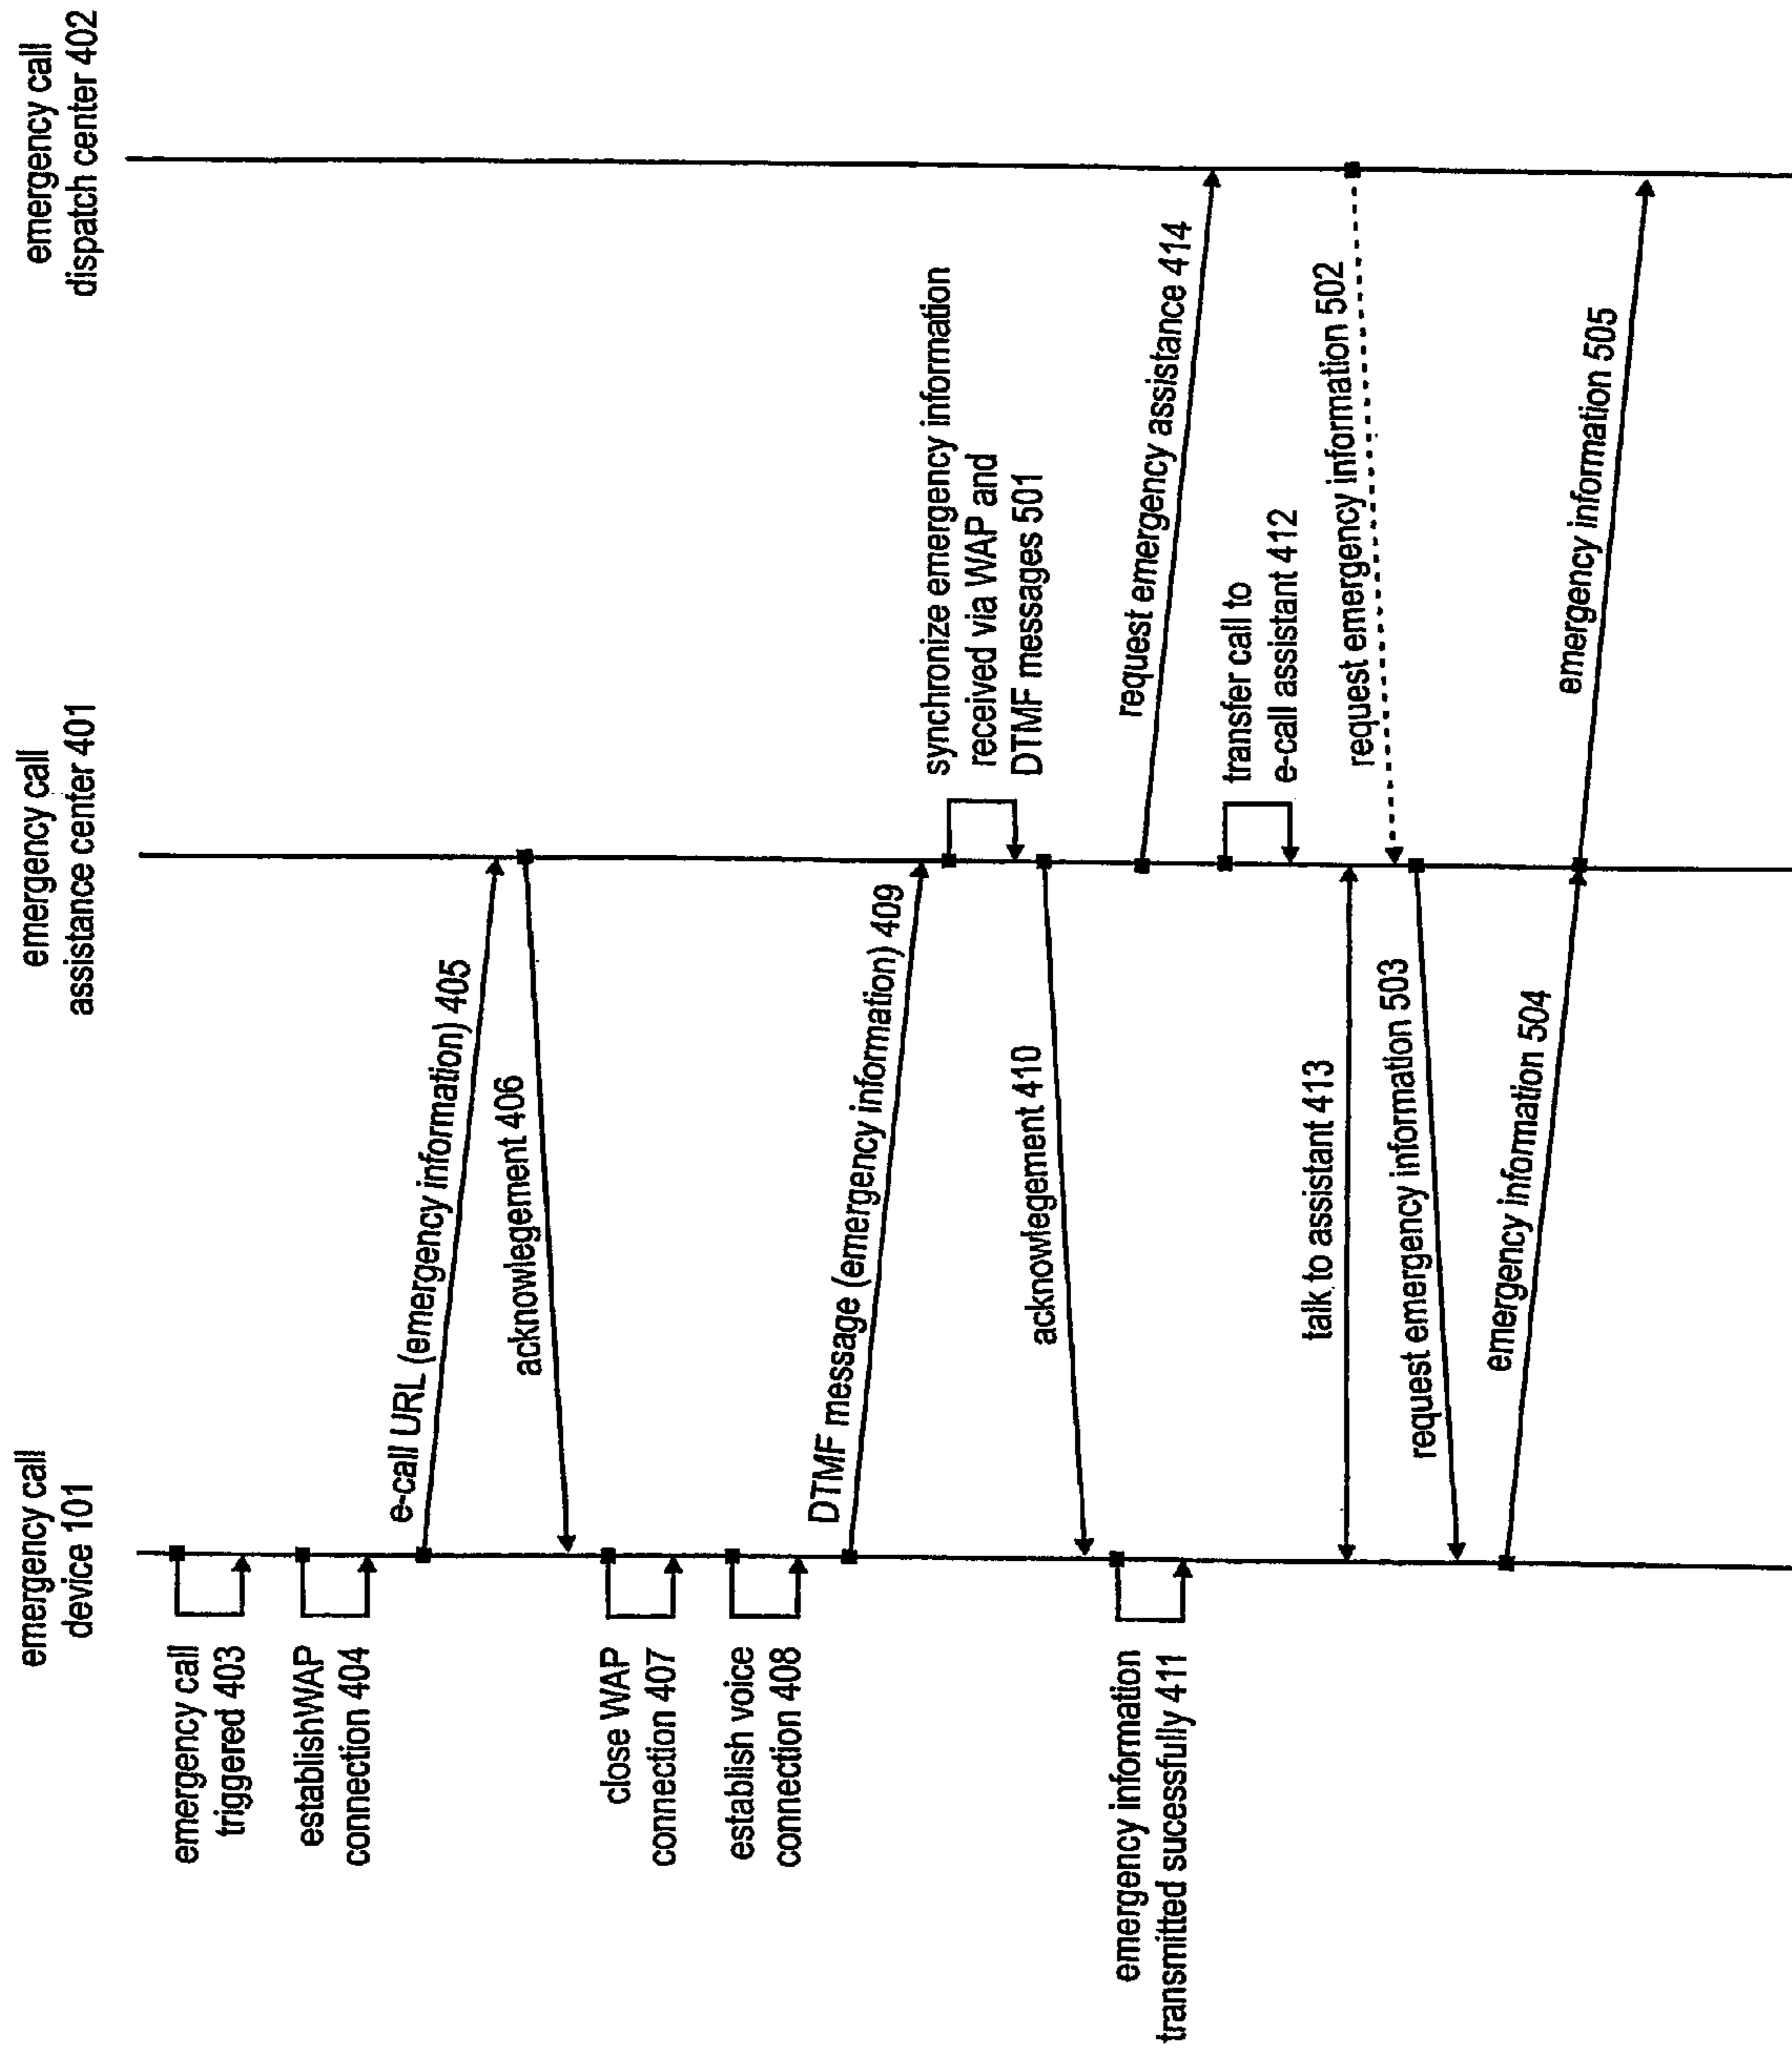 emergency call
device 101
emergency call
assistance center 401
emergency call
dispatch center 402
emergency call
triggered 403
establishWAP
connection 404
e-call URL (emergency information) 405
acknowlegement 406
close WAP
connection 407
establish voice
connection 408
DTMF message (emergency information) 409
synchronize emergency information
received via WAP and
DTMF messages 501
acknowlegement 410
emergency information
transmitted sucessfully 411
request emergency assistance 414
transfer call to
e-call assistant 412
talk to assistant 413
request emergency information 502
request emergency information 503
emergency information 504
emergency information 505